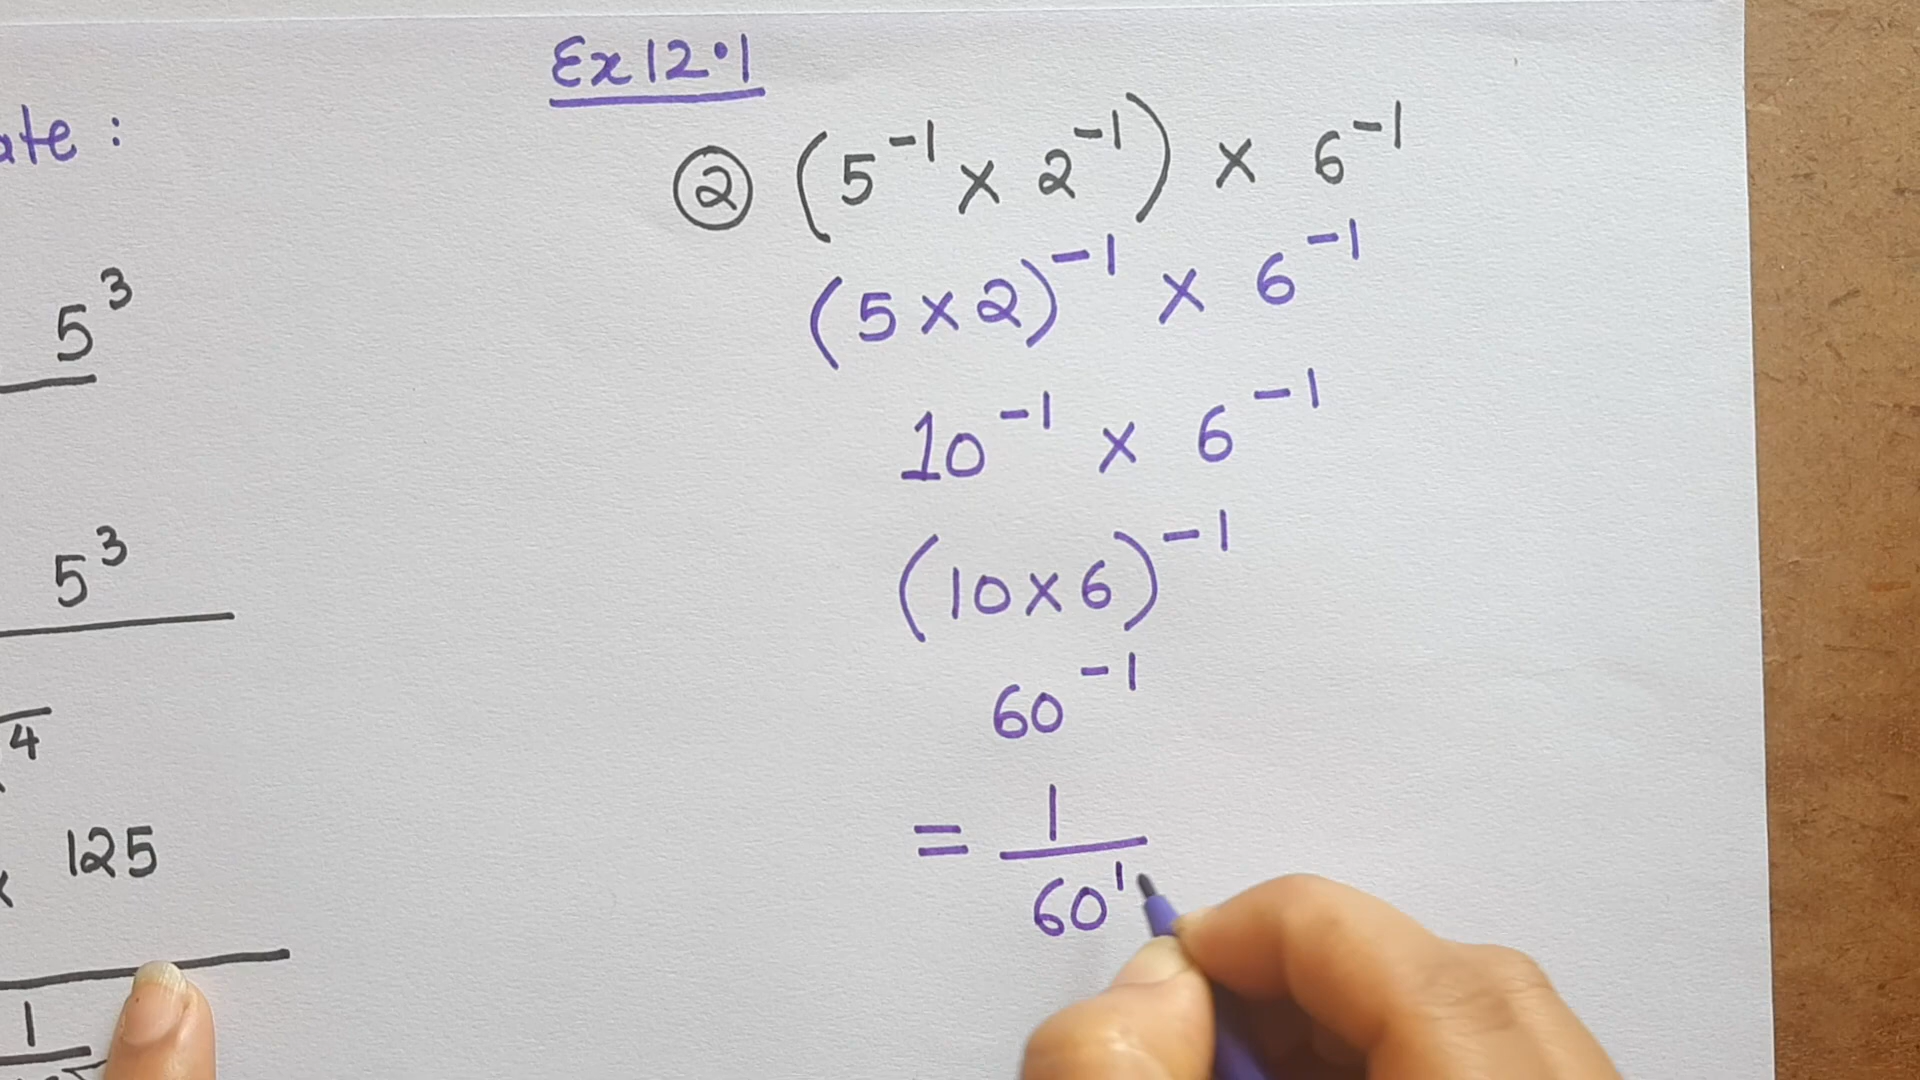 Ex 12.1
ate :
② (5⁻¹ × 2⁻¹) × 6⁻¹
(5 × 2)⁻¹ × 6⁻¹
5³
10⁻¹ × 6⁻¹
5³
(10 × 6)⁻¹
60⁻¹
4
125
= 1
60¹
1